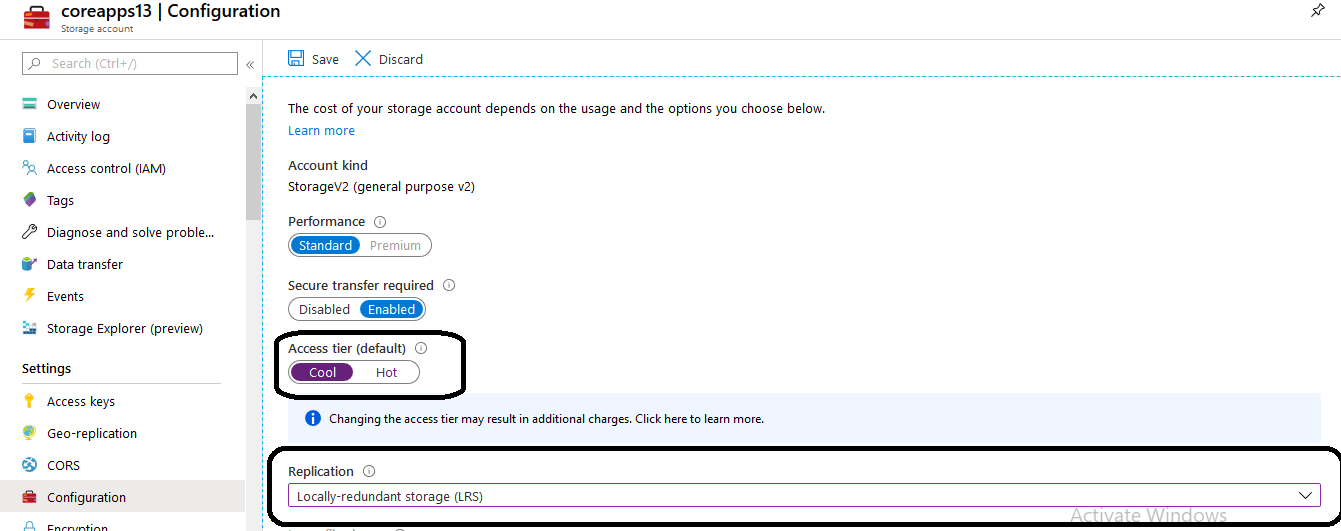 coreapps13 | Configuration
Storage account
Search (Ctrl+/)
«
Overview
Activity log
Access control (IAM)
Tags
Diagnose and solve proble...
Data transfer
Events
Storage Explorer (preview)
Settings
Access keys
Geo-replication
CORS
Configuration
Encryption
Save
Discard
The cost of your storage account depends on the usage and the options you choose below.
Learn more
Account kind
StorageV2 (general purpose v2)
Performance
Standard Premium
Secure transfer required
Disabled Enabled
Access tier (default)
Cool Hot
Changing the access tier may result in additional charges. Click here to learn more.
Replication
Locally-redundant storage (LRS)
Activate Windows